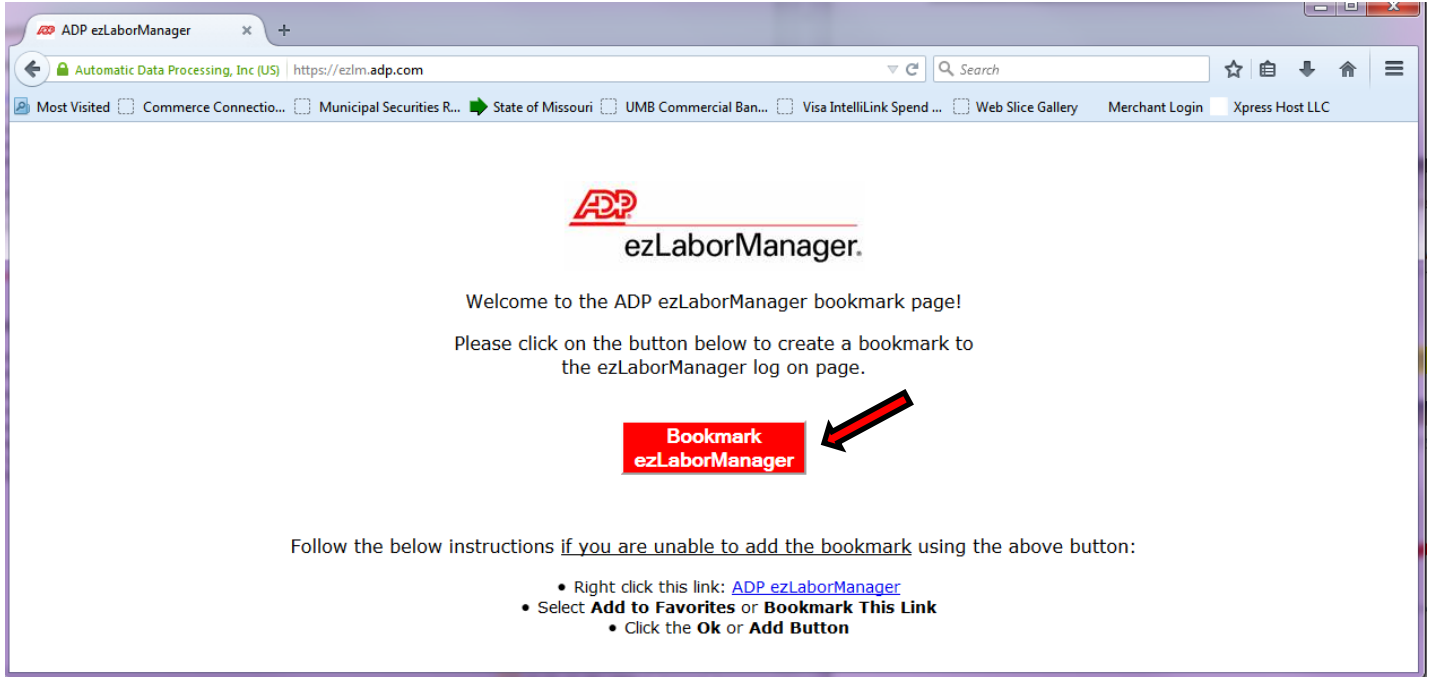 ADP ezLaborManager
Automatic Data Processing, Inc (US) https://ezlm.adp.com Search
Most Visited Commerce Connectio... Municipal Securities R... State of Missouri UMB Commercial Ban... Visa IntelliLink Spend ... Web Slice Gallery Merchant Login Xpress Host LLC
ADP
ezLaborManager.
Welcome to the ADP ezLaborManager bookmark page!
Please click on the button below to create a bookmark to
the ezLaborManager log on page.
Bookmark
ezLaborManager
Follow the below instructions if you are unable to add the bookmark using the above button:
• Right click this link: ADP ezLaborManager
• Select Add to Favorites or Bookmark This Link
• Click the Ok or Add Button